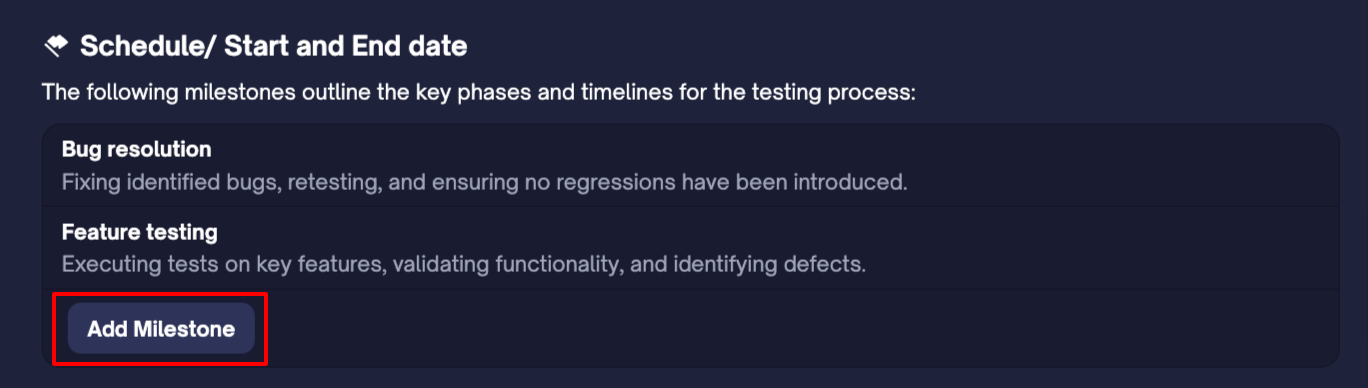 Schedule/ Start and End date
The following milestones outline the key phases and timelines for the testing process:
Bug resolution
Fixing identified bugs, retesting, and ensuring no regressions have been introduced.
Feature testing
Executing tests on key features, validating functionality, and identifying defects.
Add Milestone